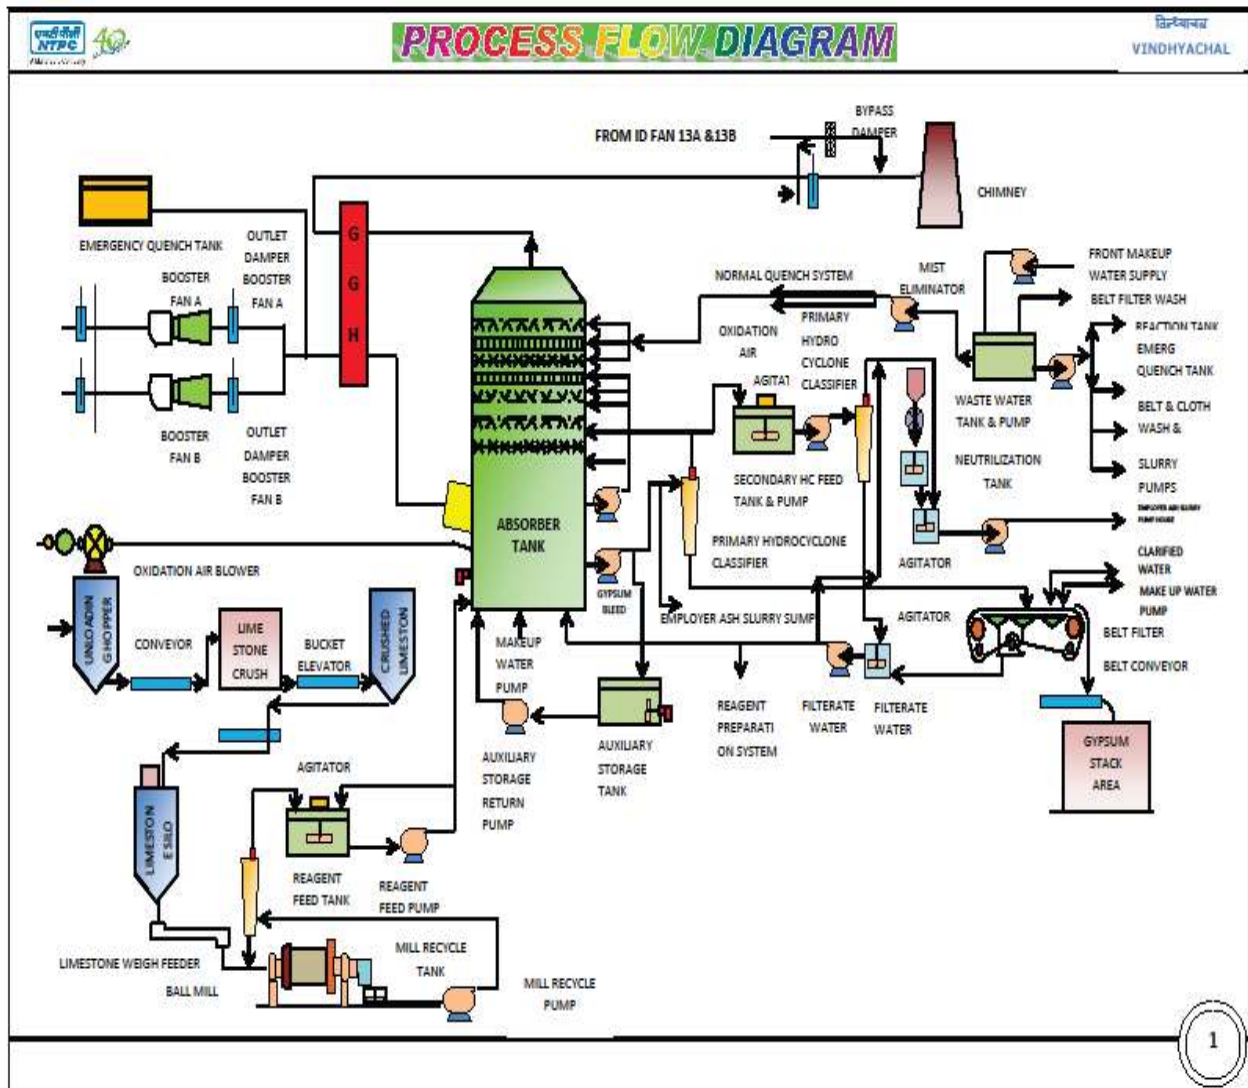 एनटीपीसी
NTPC
PROCESS FLOW DIAGRAM
विन्ध्याचल
VINDHYACHAL
BYPASS
DAMPER
FROM ID FAN 13A &13B
CHIMNEY
EMERGENCY QUENCH TANK
OUTLET
DAMPER
BOOSTER
FAN A
BOOSTER
FAN A
G
G
H
NORMAL QUENCH SYSTEM
MIST
ELIMINATOR
FRONT MAKEUP
WATER SUPPLY
BELT FILTER WASH
OXIDATION
AIR
PRIMARY
HYDRO
CYCLONE
CLASSIFIER
REACTION TANK
EMERG
QUENCH TANK
AGITAT
WASTE WATER
TANK & PUMP
BELT & CLOTH
WASH &
BOOSTER
FAN B
OUTLET
DAMPER
BOOSTER
FAN B
SECONDARY HC FEED
TANK & PUMP
NEUTRILIZATION
TANK
SLURRY
PUMPS
EMPLOYER ASH SLURRY
PUMP HOUSE
ABSORBER
TANK
PRIMARY HYDROCYCLONE
CLASSIFIER
AGITATOR
CLARIFIED
WATER
OXIDATION AIR BLOWER
GYPSUM
BLEED
MAKE UP WATER
PUMP
UNLOADIN
G HOPPER
CONVEYOR
LIME
STONE
CRUSH
BUCKET
ELEVATOR
CRUSHED
LIMESTON
EMPLOYER ASH SLURRY SUMP
AGITATOR
BELT FILTER
BELT CONVEYOR
MAKEUP
WATER
PUMP
REAGENT
PREPARATI
ON SYSTEM
FILTERATE
WATER
FILTERATE
WATER
AUXILIARY
STORAGE
RETURN
PUMP
AUXILIARY
STORAGE
TANK
GYPSUM
STACK
AREA
AGITATOR
LIMESTON
E SILO
REAGENT
FEED TANK
REAGENT
FEED PUMP
LIMESTONE WEIGH FEEDER
BALL MILL
MILL RECYCLE
TANK
MILL RECYCLE
PUMP
1